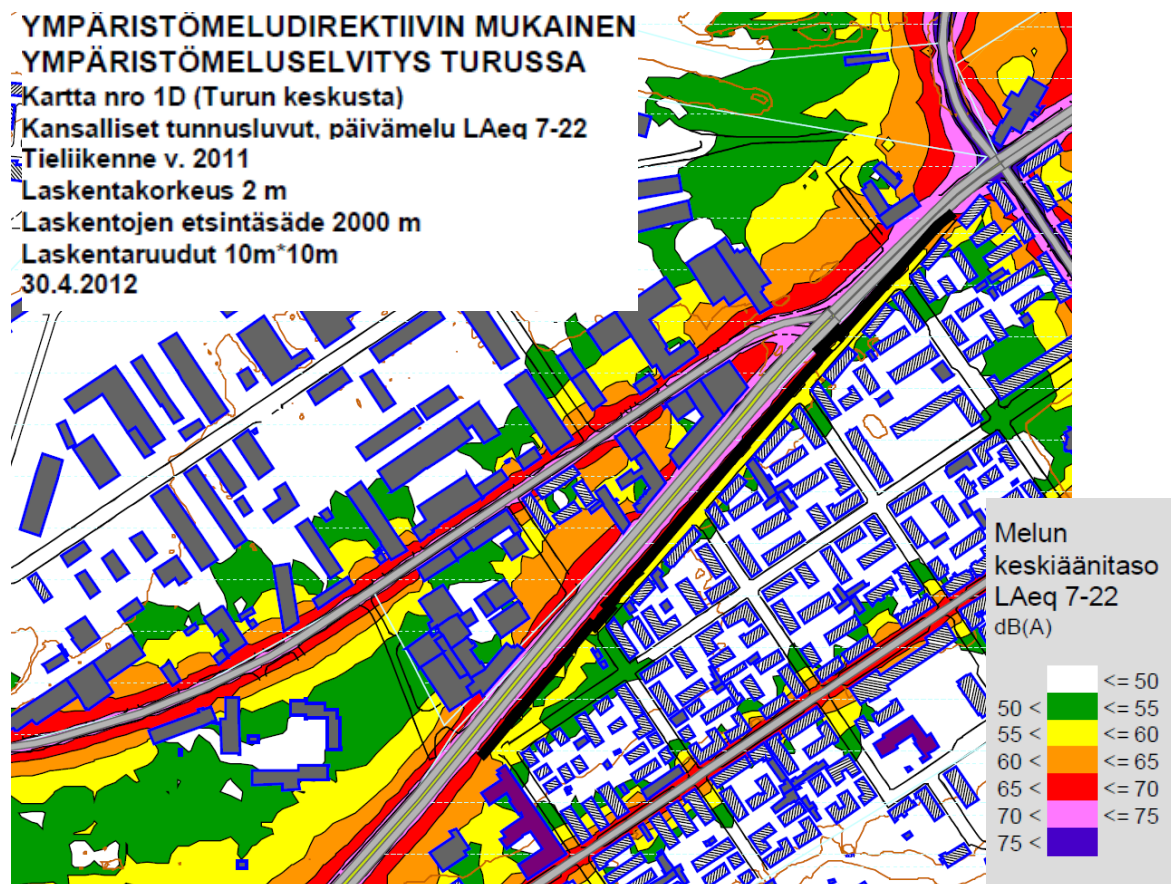 YMPÄRISTÖMELUDIREKTIIVIN MUKAINEN
YMPÄRISTÖMELUSELVITYS TURUSSA
Kartta nro 1D (Turun keskusta)
Kansalliset tunnusluvut, päivämelu LAeq 7-22
Tieliikenne v. 2011
Laskentakorkeus 2 m
Laskentojen etsintäsäde 2000 m
Laskentaruudut 10m*10m
30.4.2012
Melun
keskiäänitaso
LAeq 7-22
dB(A)
<= 50
50 < <= 55
55 < <= 60
60 < <= 65
65 < <= 70
70 < <= 75
75 <